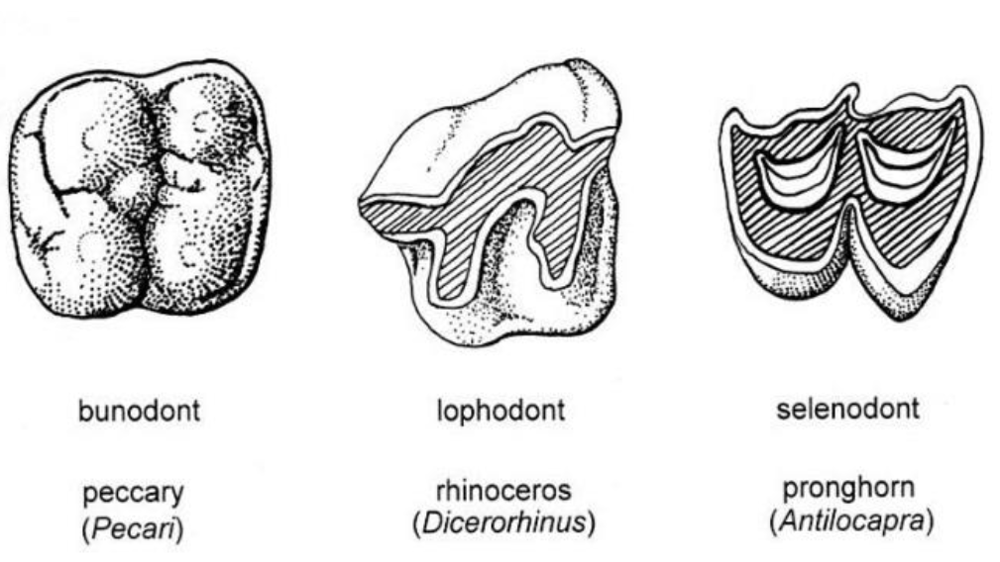 bunodont
lophodont
selenodont
peccary
(Pecari)
rhinoceros
(Dicerorhinus)
pronghorn
(Antilocapra)